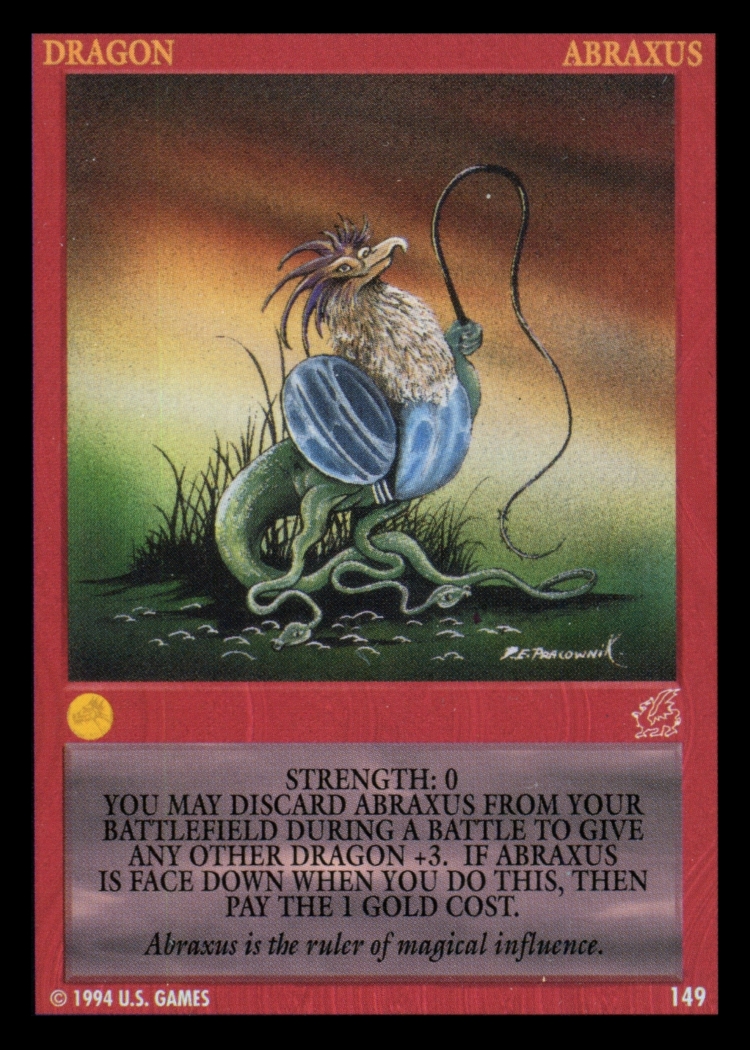 DRAGON ABRAXUS
P.E. PRACOWNIK
STRENGTH: 0
YOU MAY DISCARD ABRAXUS FROM YOUR
BATTLEFIELD DURING A BATTLE TO GIVE
ANY OTHER DRAGON +3. IF ABRAXUS
IS FACE DOWN WHEN YOU DO THIS, THEN
PAY THE 1 GOLD COST.
Abraxus is the ruler of magical influence.
© 1994 U.S. GAMES 149